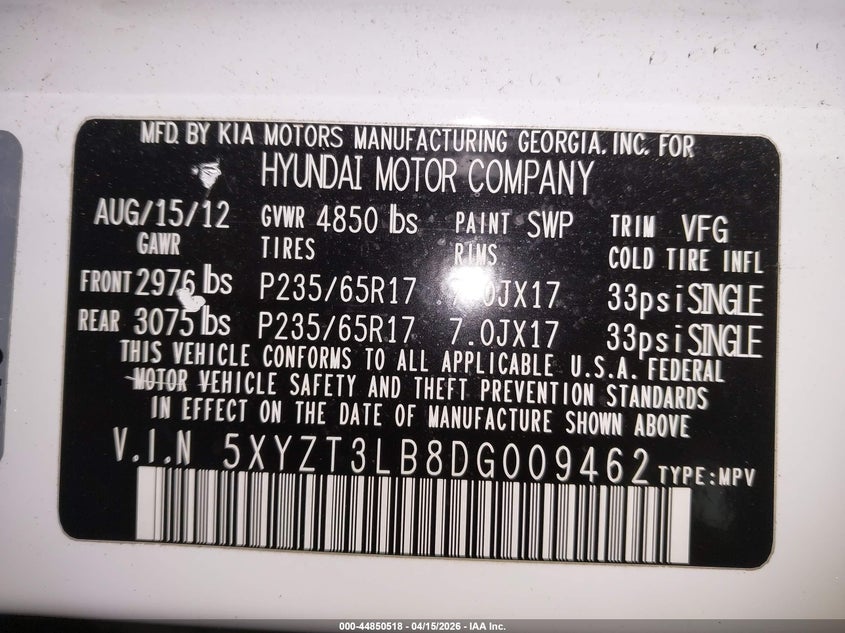 MFD. BY KIA MOTORS MANUFACTURING GEORGIA, INC. FOR
HYUNDAI MOTOR COMPANY
AUG/15/12 GVWR 4850 lbs PAINT SWP TRIM VFG
GAWR TIRES RIMS COLD TIRE INFL
FRONT 2976 lbs P235/65R17 7.0JX17 33psi SINGLE
REAR 3075 lbs P235/65R17 7.0JX17 33psi SINGLE
THIS VEHICLE CONFORMS TO ALL APPLICABLE U.S.A. FEDERAL
MOTOR VEHICLE SAFETY AND THEFT PREVENTION STANDARDS
IN EFFECT ON THE DATE OF MANUFACTURE SHOWN ABOVE
V.I.N 5XYZT3LB8DG009462 TYPE:MPV
000-44850518 - 04/15/2026 - IAA Inc.